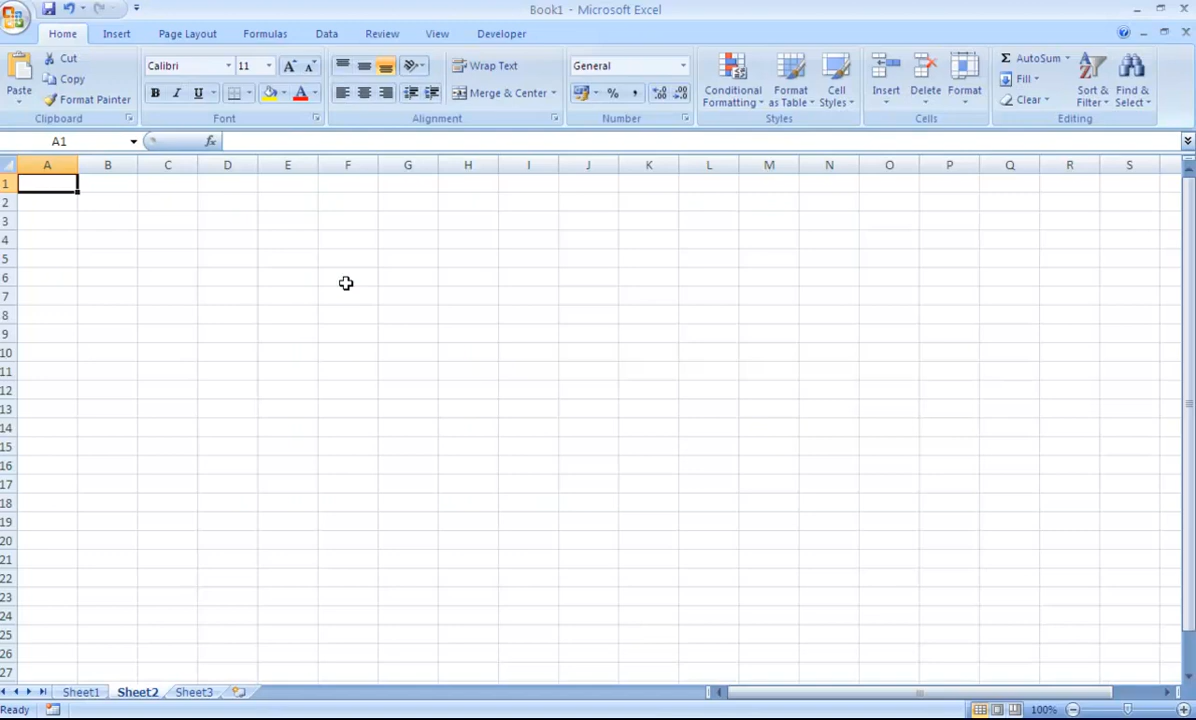 Book1 - Microsoft Excel
Home Insert Page Layout Formulas Data Review View Developer
Cut
Copy
Format Painter
Paste
Clipboard
Calibri 11
B I U
Font
Wrap Text
Merge & Center
Alignment
General
% ,
Number
Conditional Formatting
Format as Table
Cell Styles
Styles
Insert Delete Format
Cells
AutoSum
Fill
Clear
Sort & Filter
Find & Select
Editing
A1 fx
A B C D E F G H I J K L M N O P Q R S
1
2
3
4
5
6
7
8
9
10
11
12
13
14
15
16
17
18
19
20
21
22
23
24
25
26
27
Sheet1 Sheet2 Sheet3
Ready 100%